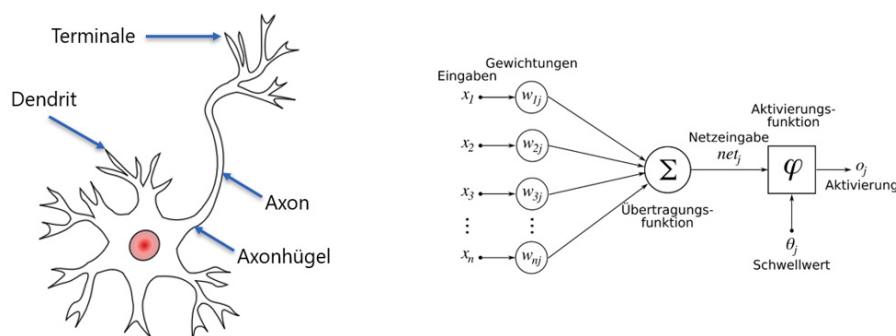 Terminale
Dendrit
Axon
Axonhügel
Eingaben
Gewichtungen
x1
w1j
x2
w2j
x3
w3j
⋮
⋮
xn
wnj
Σ
Übertragungs-
funktion
Netzeingabe
netj
Aktivierungs-
funktion
φ
oj
Aktivierung
θj
Schwellwert